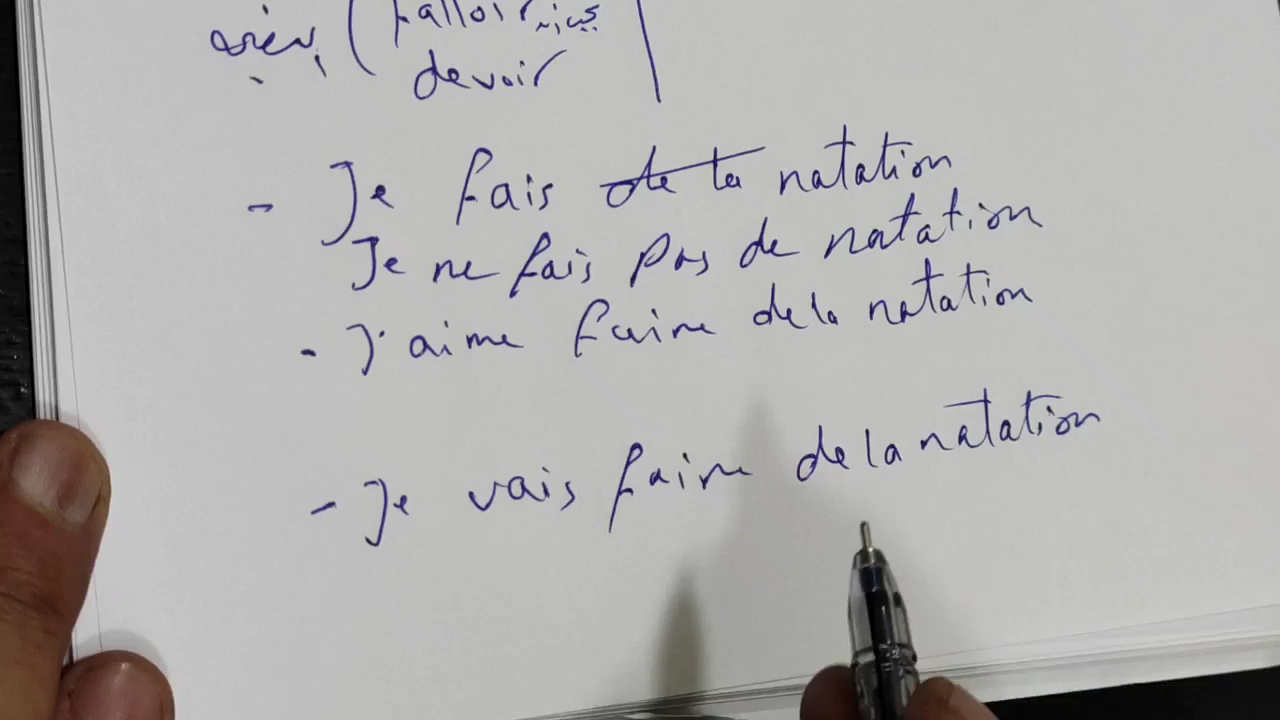 ( falloir
devoir
- Je fais de la natation
Je ne fais pas de natation
- J'aime faire de la natation
- Je vais faire de la natation